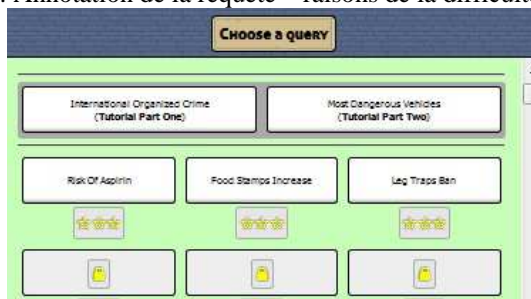 . Annotation de la requête – raisons de la difficulté
CHOOSE A QUERY
International Organized Crime
(Tutorial Part One)
Most Dangerous Vehicles
(Tutorial Part Two)
Risk Of Aspirin
Food Stamps Increase
Leg Traps Ban